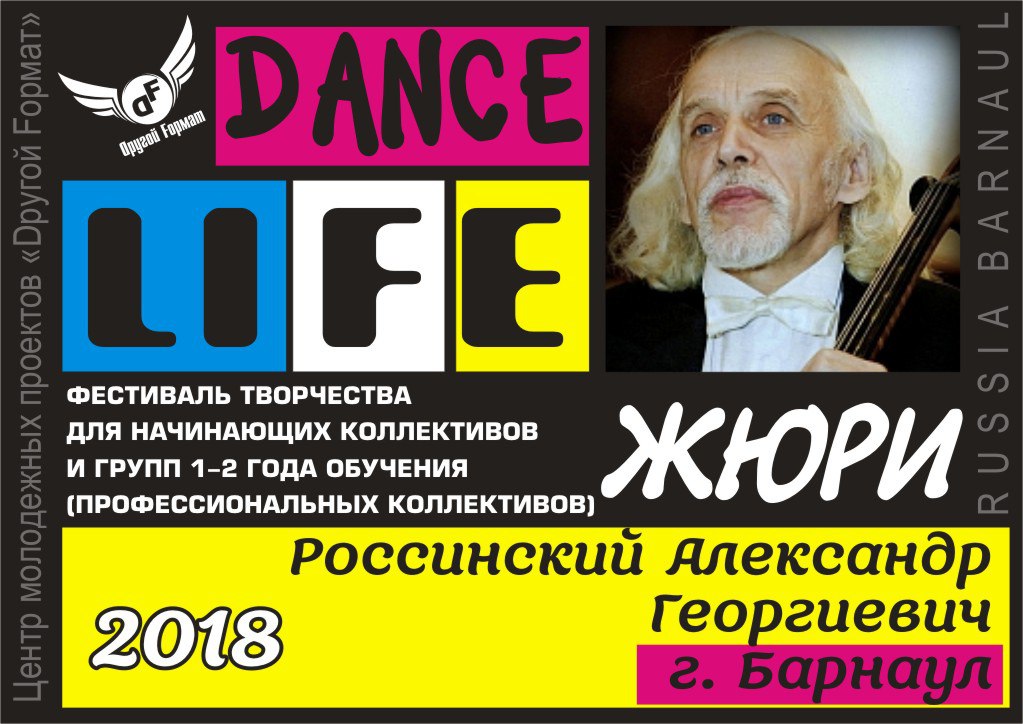 Центр молодежных проектов «Dругой Fормат»
DF
Dругой Fормат
DANCE
LIFE
RUSSIA BARNAUL
ФЕСТИВАЛЬ ТВОРЧЕСТВА
ДЛЯ НАЧИНАЮЩИХ КОЛЛЕКТИВОВ
И ГРУПП 1-2 ГОДА ОБУЧЕНИЯ
(ПРОФЕССИОНАЛЬНЫХ КОЛЛЕКТИВОВ)
ЖЮРИ
Россинский Александр
Георгиевич
2018
г. Барнаул